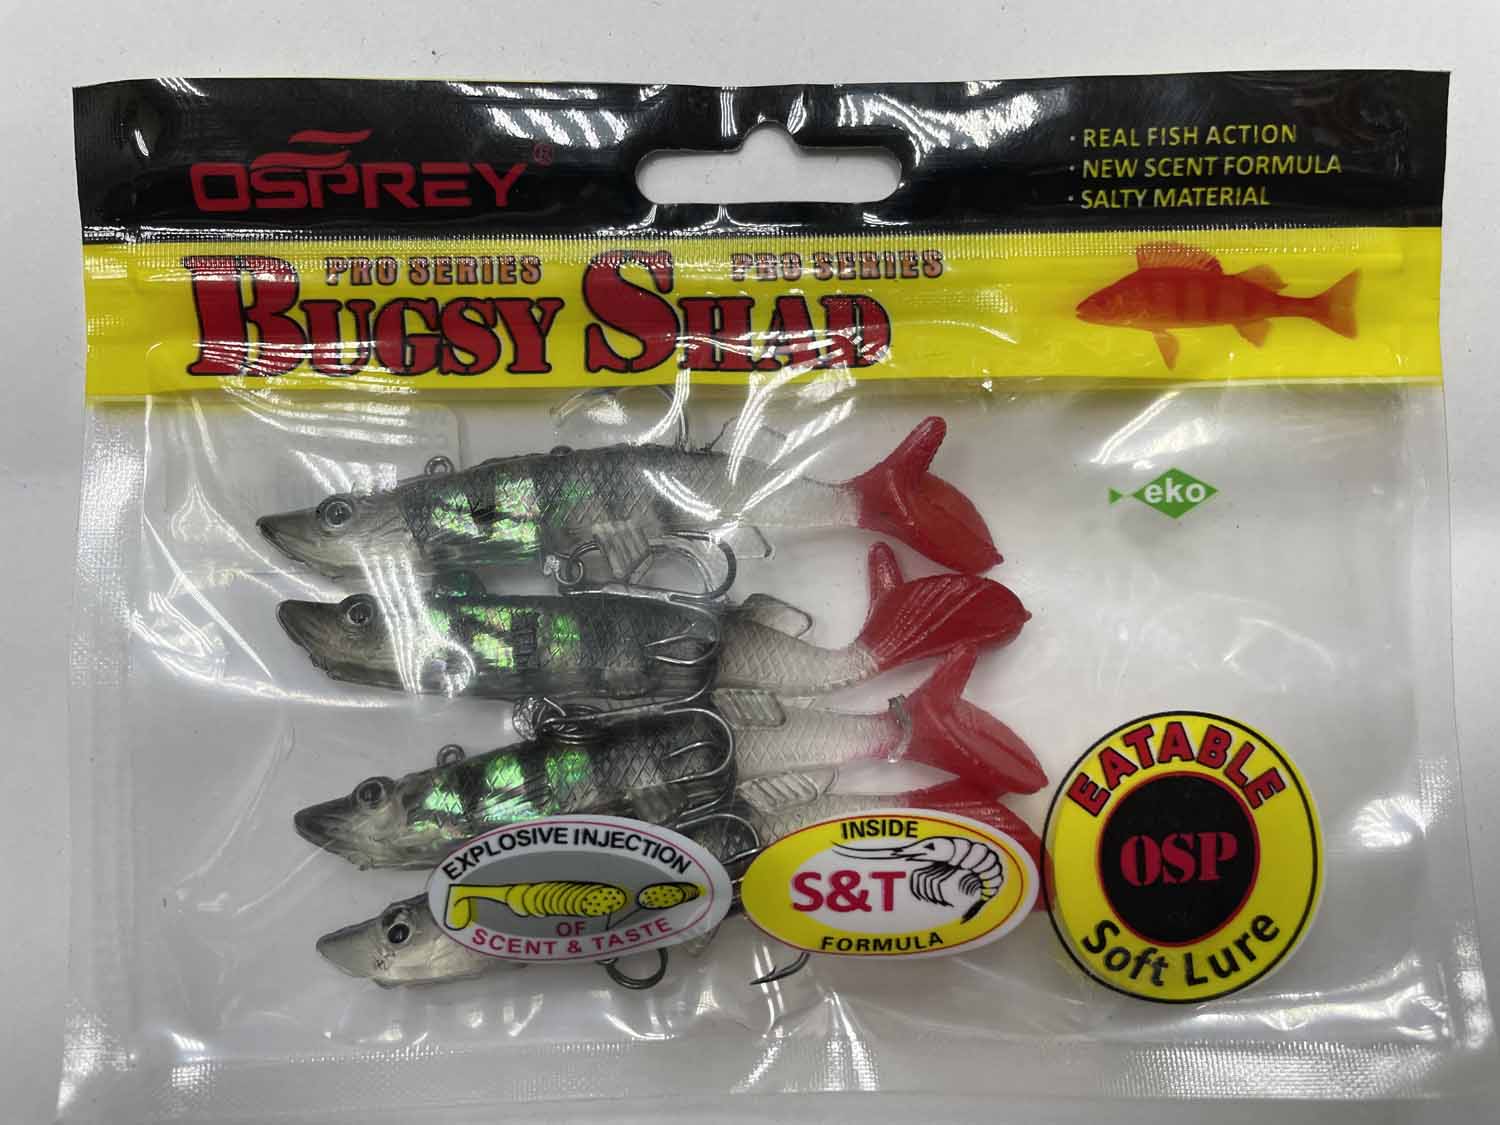 OSPREY®
· REAL FISH ACTION
· NEW SCENT FORMULA
· SALTY MATERIAL
PRO SERIES PRO SERIES
BUGSY SHAD
eko
EXPLOSIVE INJECTION
OF
SCENT & TASTE
INSIDE
S&T
FORMULA
EATABLE
OSP
Soft Lure